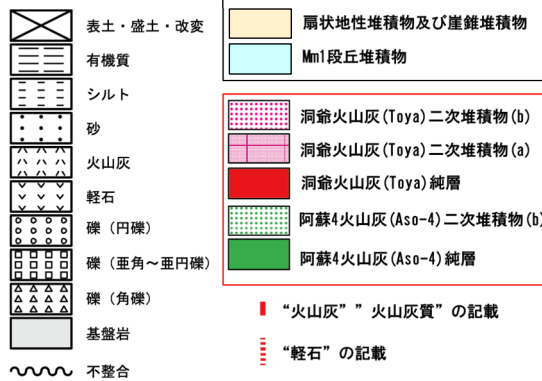 表土・盛土・改変
有機質
シルト
砂
火山灰
軽石
礫（円礫）
礫（亜角～亜円礫）
礫（角礫）
基盤岩
不整合
扇状地性堆積物及び崖錐堆積物
Mm1段丘堆積物
洞爺火山灰(Toya)二次堆積物(b)
洞爺火山灰(Toya)二次堆積物(a)
洞爺火山灰(Toya)純層
阿蘇4火山灰(Aso-4)二次堆積物(b)
阿蘇4火山灰(Aso-4)純層
“火山灰””火山灰質”の記載
“軽石”の記載